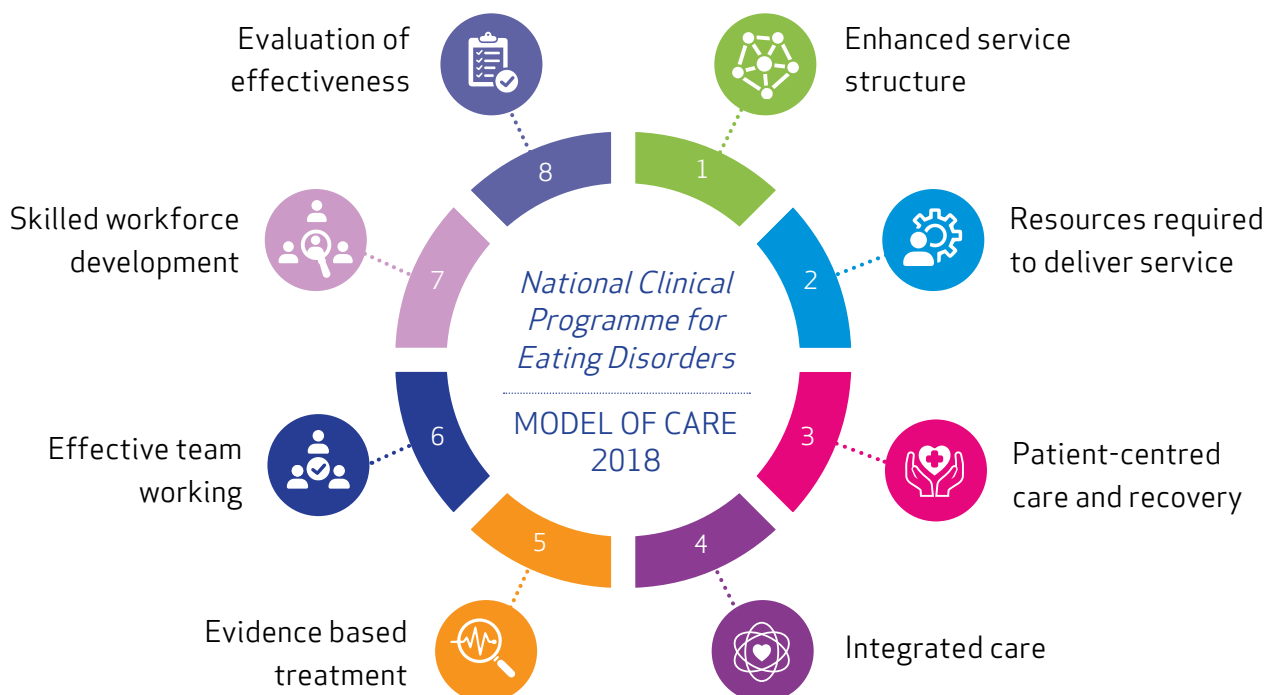 National Clinical
Programme for
Eating Disorders
MODEL OF CARE
2018
1
Enhanced service
structure
2
Resources required
to deliver service
3
Patient-centred
care and recovery
4
Integrated care
5
Evidence based
treatment
6
Effective team
working
7
Skilled workforce
development
8
Evaluation of
effectiveness